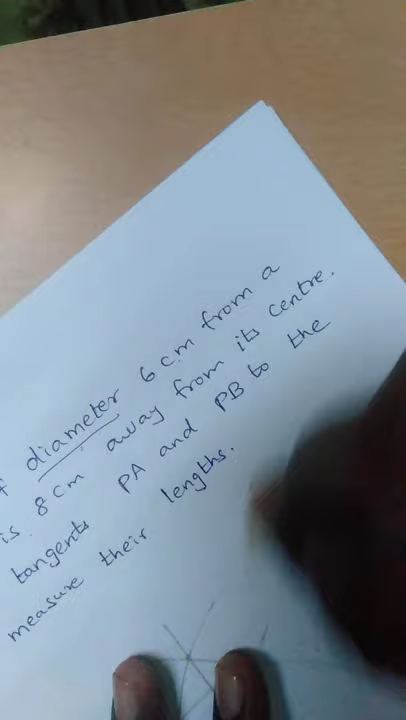 diameter 6 cm from a
is 8 cm away from its centre.
tangents PA and PB to the
measure their lengths.